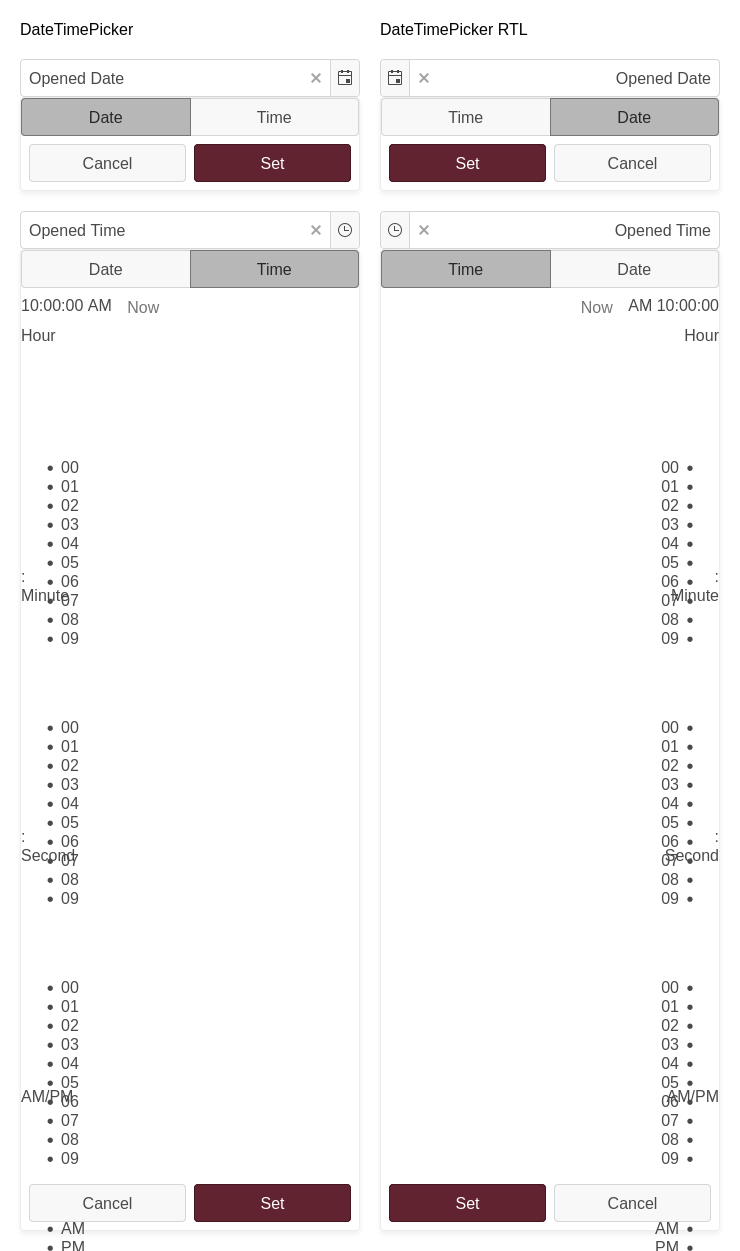 DateTimePicker
Opened Date
Date Time
Cancel Set
Opened Time
Date Time
10:00:00 AM Now
Hour
00
01
02
03
04
05
:
06
Minute
07
08
09
00
01
02
03
04
05
:
06
Second
07
08
09
00
01
02
03
04
05
AM/PM
06
07
08
09
Cancel Set
AM
PM
DateTimePicker RTL
Opened Date
Time Date
Set Cancel
Opened Time
Time Date
Now AM 10:00:00
Hour
00
01
02
03
04
05
:
06
Minute
07
08
09
00
01
02
03
04
05
:
06
Second
07
08
09
00
01
02
03
04
05
AM/PM
06
07
08
09
Set Cancel
AM
PM